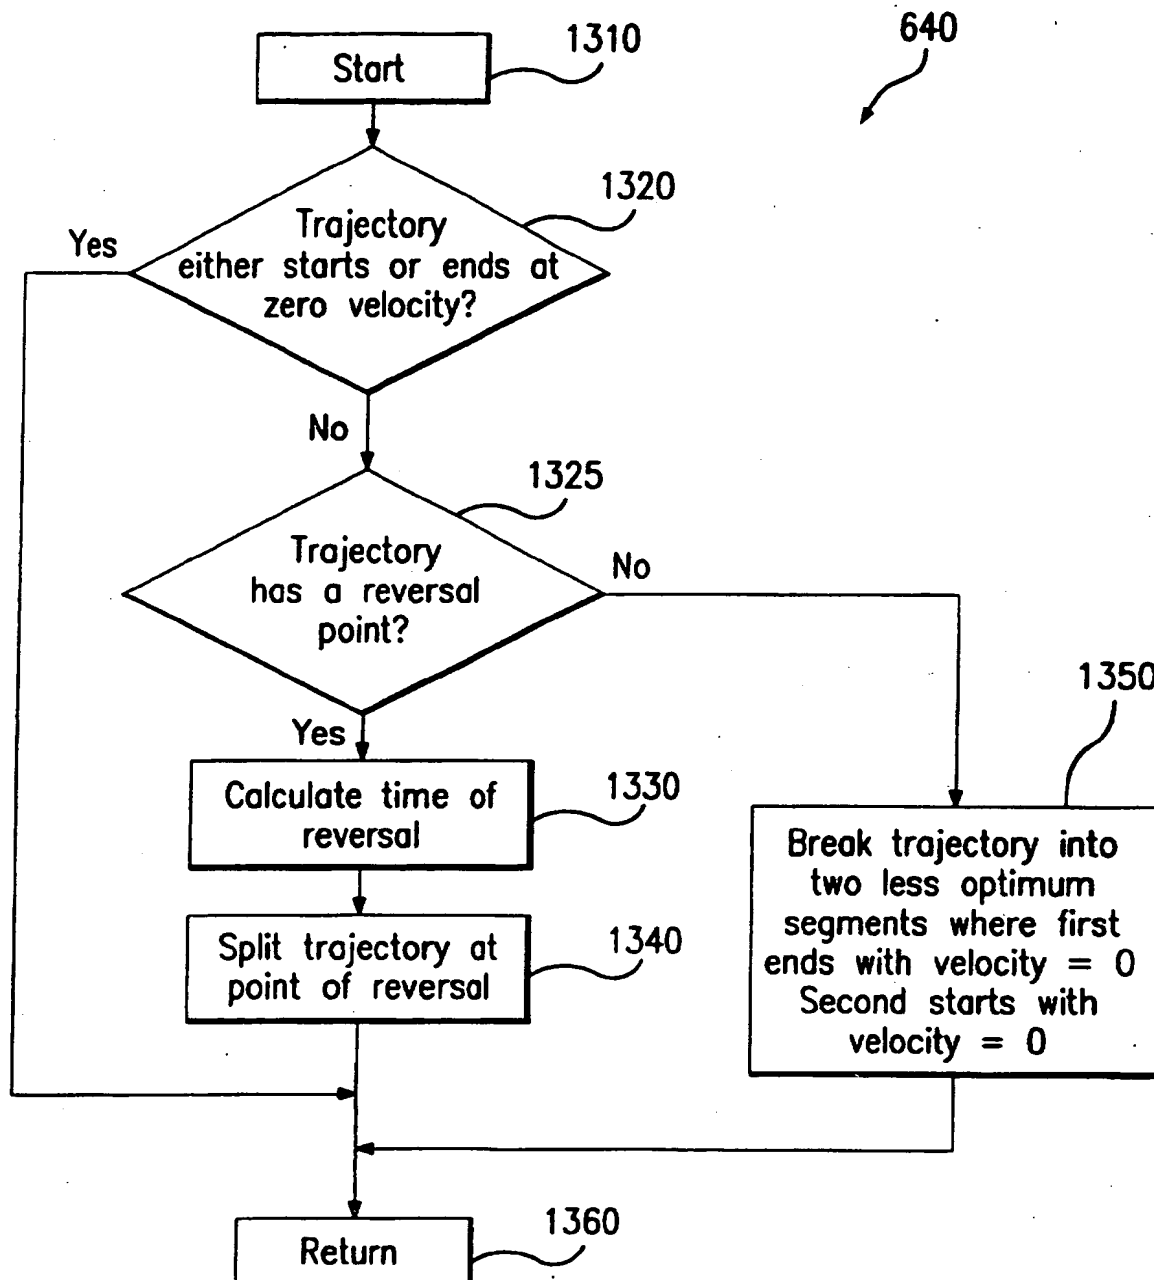 640
1310
Start
1320
Trajectory
either starts or ends at
zero velocity?
Yes
No
1325
Trajectory
has a reversal
point?
No
Yes
1350
1330
Calculate time of
reversal
Break trajectory into
two less optimum
segments where first
ends with velocity = 0
Second starts with
velocity = 0
1340
Split trajectory at
point of reversal
1360
Return